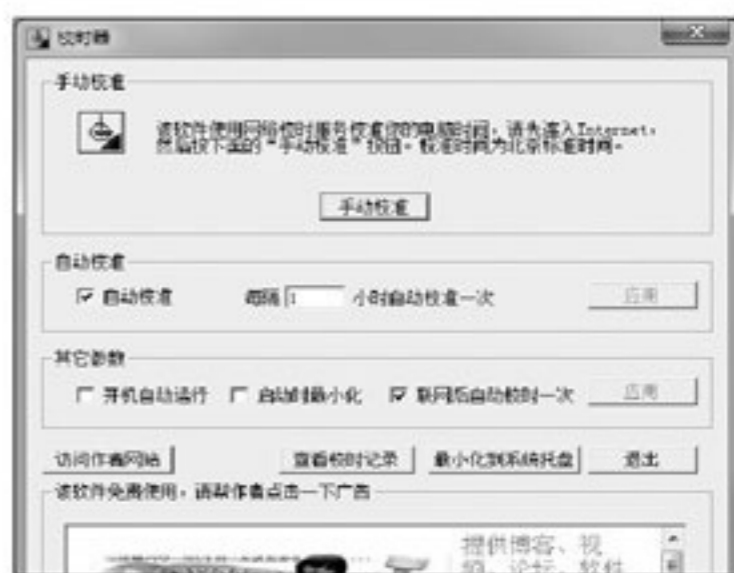 校时器
手动校准
该软件使用网络校时服务校准你的电脑时间，请先连入Internet，
然后按下面的“手动校准”按钮。校准时间为北京标准时间。
手动校准
自动校准
自动校准 每隔 1 小时自动校准一次 应用
其它参数
开机自动运行 启动时最小化 联网后自动校时一次 应用
访问作者网站 查看校时记录 最小化到系统托盘 退出
该软件免费使用，请帮作者点击一下广告
提供博客、视
频、论坛、软件